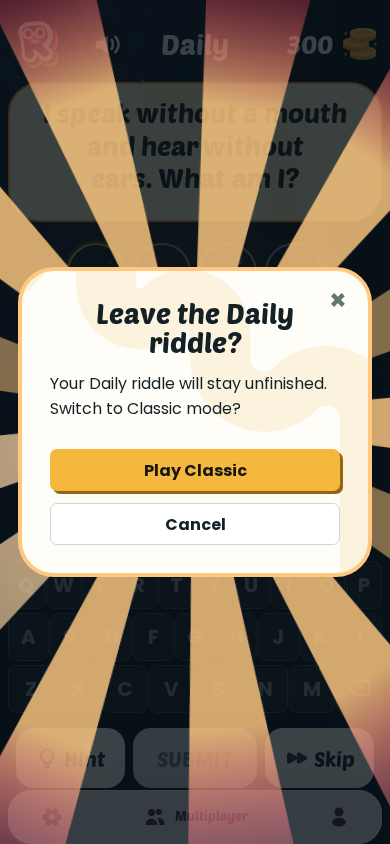 Daily
300
I speak without a mouth
and hear without
ears. What am I?
Leave the Daily
riddle?
Your Daily riddle will stay unfinished.
Switch to Classic mode?
Play Classic
Cancel
Q W E R T Y U I O P
A S D F G H J K L
Z X C V B N M
Hint
SUBMIT
Skip
Multiplayer